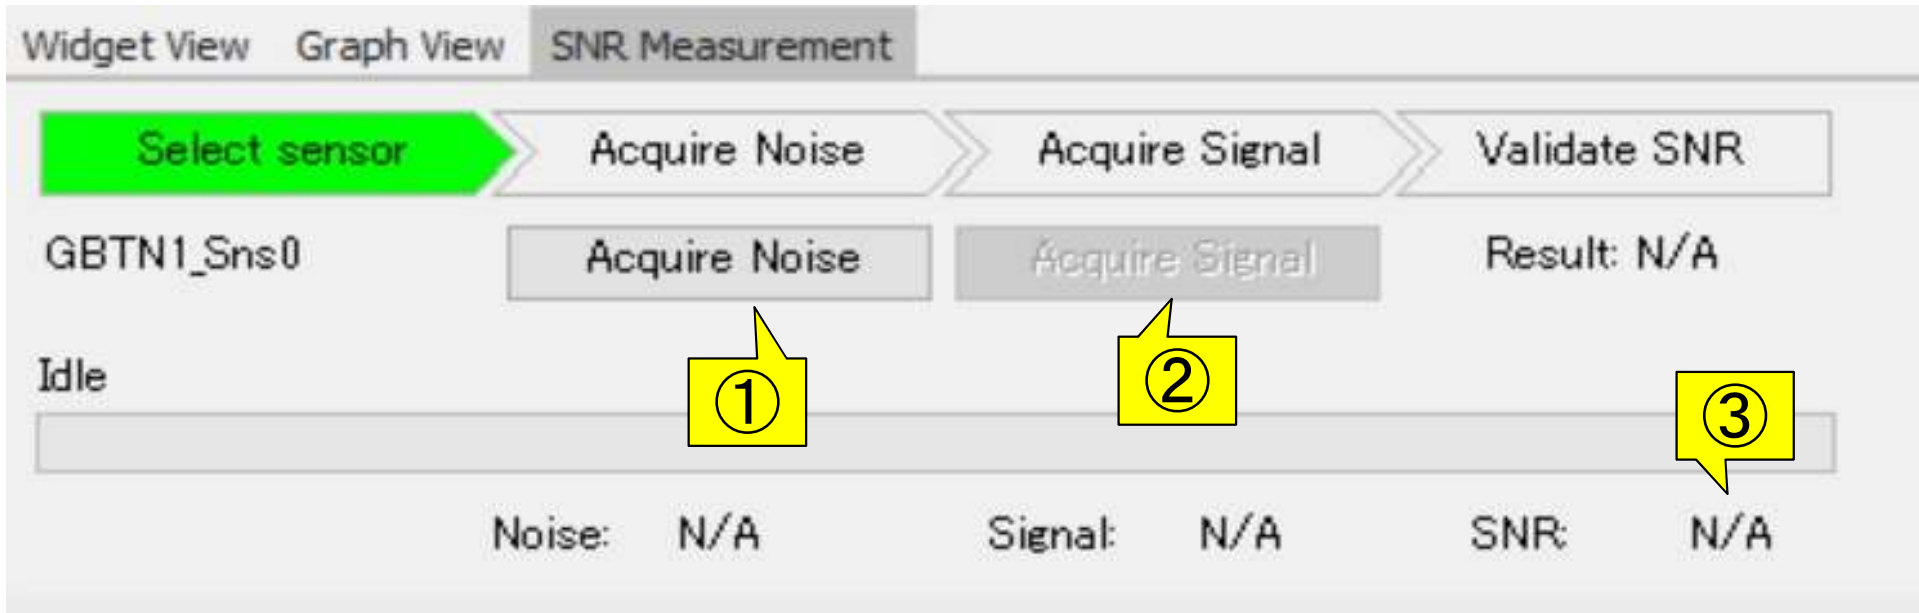 Widget View Graph View SNR Measurement
Select sensor Acquire Noise Acquire Signal Validate SNR
GBTN1_Sns0 Acquire Noise Acquire Signal Result: N/A
Idle
① ② ③
Noise: N/A Signal: N/A SNR: N/A